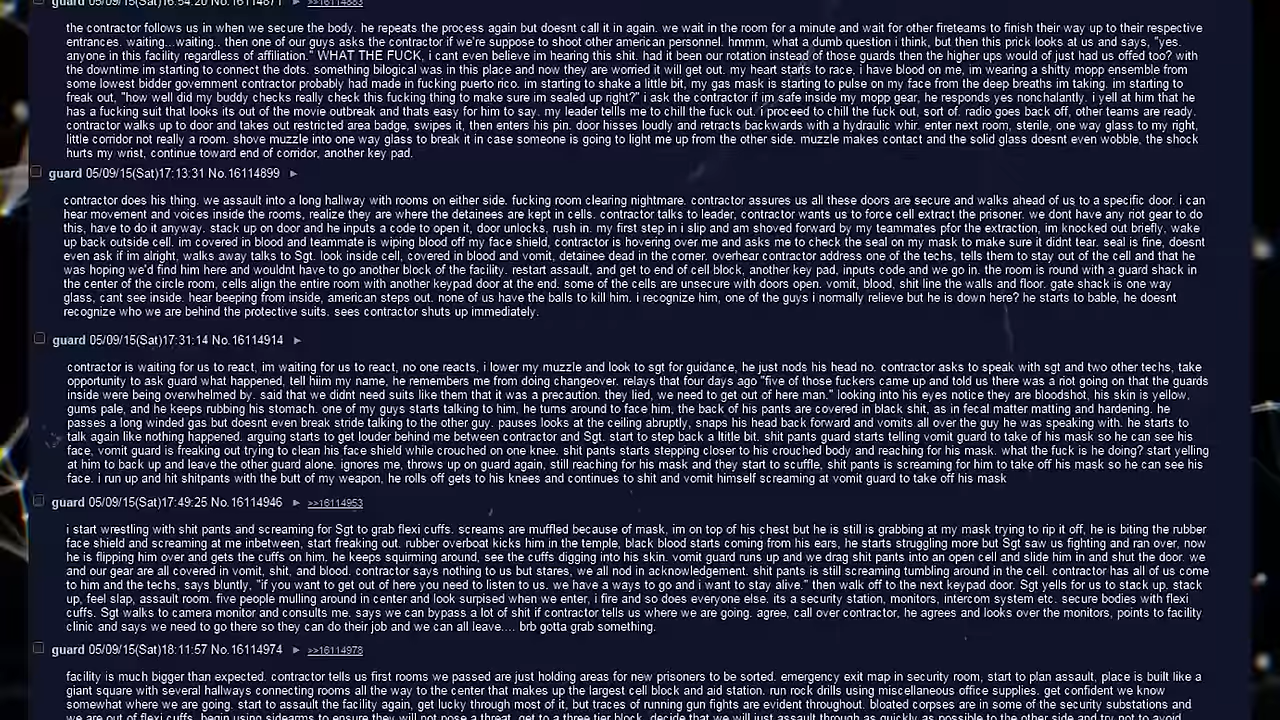 guard 05/09/15(Sat)16:54:20 No.16114871 ► >>16114883
the contractor follows us in when we secure the body. he repeats the process again but doesnt call it in again. we wait in the room for a minute and wait for other fireteams to finish their way up to their respective
entrances. waiting...waiting.. then one of our guys asks the contractor if we're suppose to shoot other american personnel. hmmm, what a dumb question i think, but then this prick looks at us and says, "yes.
anyone in this facility regardless of affiliation." WHAT THE FUCK, i cant even believe im hearing this shit. had it been our rotation instead of those guards then the higher ups would of just had us offed too? with
the downtime im starting to connect the dots. something bilogical was in this place and now they are worried it will get out. my heart starts to race, i have blood on me, im wearing a shitty mopp ensemble from
some lowest bidder government contractor probably had made in fucking puerto rico. im starting to shake a little bit, my gas mask is starting to pulse on my face from the deep breaths im taking. im starting to
freak out, "how well did my buddy checks really check this fucking thing to make sure im sealed up right?" i ask the contractor if im safe inside my mopp gear, he responds yes nonchalantly. i yell at him that he
has a fucking suit that looks its out of the movie outbreak and thats easy for him to say. my leader tells me to chill the fuck out. i proceed to chill the fuck out, sort of. radio goes back off, other teams are ready.
contractor walks up to door and takes out restricted area badge, swipes it, then enters his pin. door hisses loudly and retracts backwards with a hydraulic whir. enter next room, sterile, one way glass to my right,
little corridor not really a room. shove muzzle into one way glass to break it in case someone is going to light me up from the other side. muzzle makes contact and the solid glass doesnt even wobble, the shock
hurts my wrist, continue toward end of corridor, another key pad.
guard 05/09/15(Sat)17:13:31 No.16114899 ►
contractor does his thing. we assault into a long hallway with rooms on either side. fucking room clearing nightmare. contractor assures us all these doors are secure and walks ahead of us to a specific door. i can
hear movement and voices inside the rooms, realize they are where the detainees are kept in cells. contractor talks to leader, contractor wants us to force cell extract the prisoner. we dont have any riot gear to do
this, have to do it anyway. stack up on door and he inputs a code to open it, door unlocks, rush in. my first step in i slip and am shoved forward by my teammates pfor the extraction, im knocked out briefly, wake
up back outside cell. im covered in blood and teammate is wiping blood off my face shield, contractor is hovering over me and asks me to check the seal on my mask to make sure it didnt tear. seal is fine, doesnt
even ask if im alright. walks away talks to Sgt. look inside cell, covered in blood and vomit, detainee dead in the corner. overhear contractor address one of the techs, tells them to stay out of the cell and that he
was hoping we'd find him here and wouldnt have to go another block of the facility. restart assault, and get to end of cell block, another key pad, inputs code and we go in. the room is round with a guard shack in
the center of the circle room, cells align the entire room with another keypad door at the end. some of the cells are unsecure with doors open. vomit, blood, shit line the walls and floor. gate shack is one way
glass, cant see inside. hear beeping from inside, american steps out. none of us have the balls to kill him. i recognize him, one of the guys i normally relieve but he is down here? he starts to bable, he doesnt
recognize who we are behind the protective suits. sees contractor shuts up immediately.
guard 05/09/15(Sat)17:31:14 No.16114914 ►
contractor is waiting for us to react, im waiting for us to react, no one reacts, i lower my muzzle and look to sgt for guidance, he just nods his head no. contractor asks to speak with sgt and two other techs, take
opportunity to ask guard what happened, tell hiim my name, he remembers me from doing changeover. relays that four days ago "five of those fuckers came up and told us there was a riot going on that the guards
inside were being overwhelmed by. said that we didnt need suits like them that it was a precaution. they lied, we need to get out of here man." looking into his eyes notice they are bloodshot, his skin is yellow,
gums pale, and he keeps rubbing his stomach. one of my guys starts talking to him, he turns around to face him, the back of his pants are covered in black shit, as in fecal matter matting and hardening. he
passes a long winded gas but doesnt even break stride talking to the other guy. pauses looks at the ceiling abruptly, snaps his head back forward and vomits all over the guy he was speaking with. he starts to
talk again like nothing happened. arguing starts to get louder behind me between contractor and Sgt. start to step back a lttle bit. shit pants guard starts telling vomit guard to take of his mask so he can see his
face, vomit guard is freaking out trying to clean his face shield while crouched on one knee. shit pants starts stepping closer to his crouched body and reaching for his mask. what the fuck is he doing? start yelling
at him to back up and leave the other guard alone. ignores me, throws up on guard again, still reaching for his mask and they start to scuffle, shit pants is screaming for him to take off his mask so he can see his
face. i run up and hit shitpants with the butt of my weapon, he rolls off gets to his knees and continues to shit and vomit himself screaming at vomit guard to take off his mask
guard 05/09/15(Sat)17:49:25 No.16114946 ► >>16114953
i start wrestling with shit pants and screaming for Sgt to grab flexi cuffs. screams are muffled because of mask, im on top of his chest but he is still is grabbing at my mask trying to rip it off, he is biting the rubber
face shield and screaming at me inbetween, start freaking out. rubber overboat kicks him in the temple, black blood starts coming from his ears, he starts struggling more but Sgt saw us fighting and ran over, now
he is flipping him over and gets the cuffs on him. he keeps squirming around, see the cuffs digging into his skin. vomit guard runs up and we drag shit pants into an open cell and slide him in and shut the door. we
and our gear are all covered in vomit, shit, and blood. contractor says nothing to us but stares, we all nod in acknowledgement. shit pants is still screaming tumbling around in the cell. contractor has all of us come
to him and the techs, says bluntly, "if you want to get out of here you need to listen to us. we have a ways to go and i want to stay alive." then walk off to the next keypad door. Sgt yells for us to stack up. stack
up, feel slap, assault room. five people mulling around in center and look suprised when we enter, i fire and so does everyone else. its a security station, monitors, intercom system etc. secure bodies with flexi
cuffs. Sgt walks to camera monitor and consults me. says we can bypass a lot of shit if contractor tells us where we are going. agree, call over contractor, he agrees and looks over the monitors, points to facility
clinic and says we need to go there so they can do their job and we can all leave.... brb gotta grab something.
guard 05/09/15(Sat)18:11:57 No.16114974 ► >>16114978
facility is much bigger than expected. contractor tells us first rooms we passed are just holding areas for new prisoners to be sorted. emergency exit map in security room, start to plan assault, place is built like a
giant square with several hallways connecting rooms all the way to the center that makes up the largest cell block and aid station. run rock drills using miscellaneous office supplies. get confident we know
somewhat where we are going. start to assault the facility again, get lucky through most of it, but traces of running gun fights are evident throughout. bloated corpses are in some of the security substations and
we are out of flexi cuffs, begin using sidearms to ensure they will not pose a threat. get to a three tier block, decide that we will just assault through as quickly as possible to the other side and try not to avoid